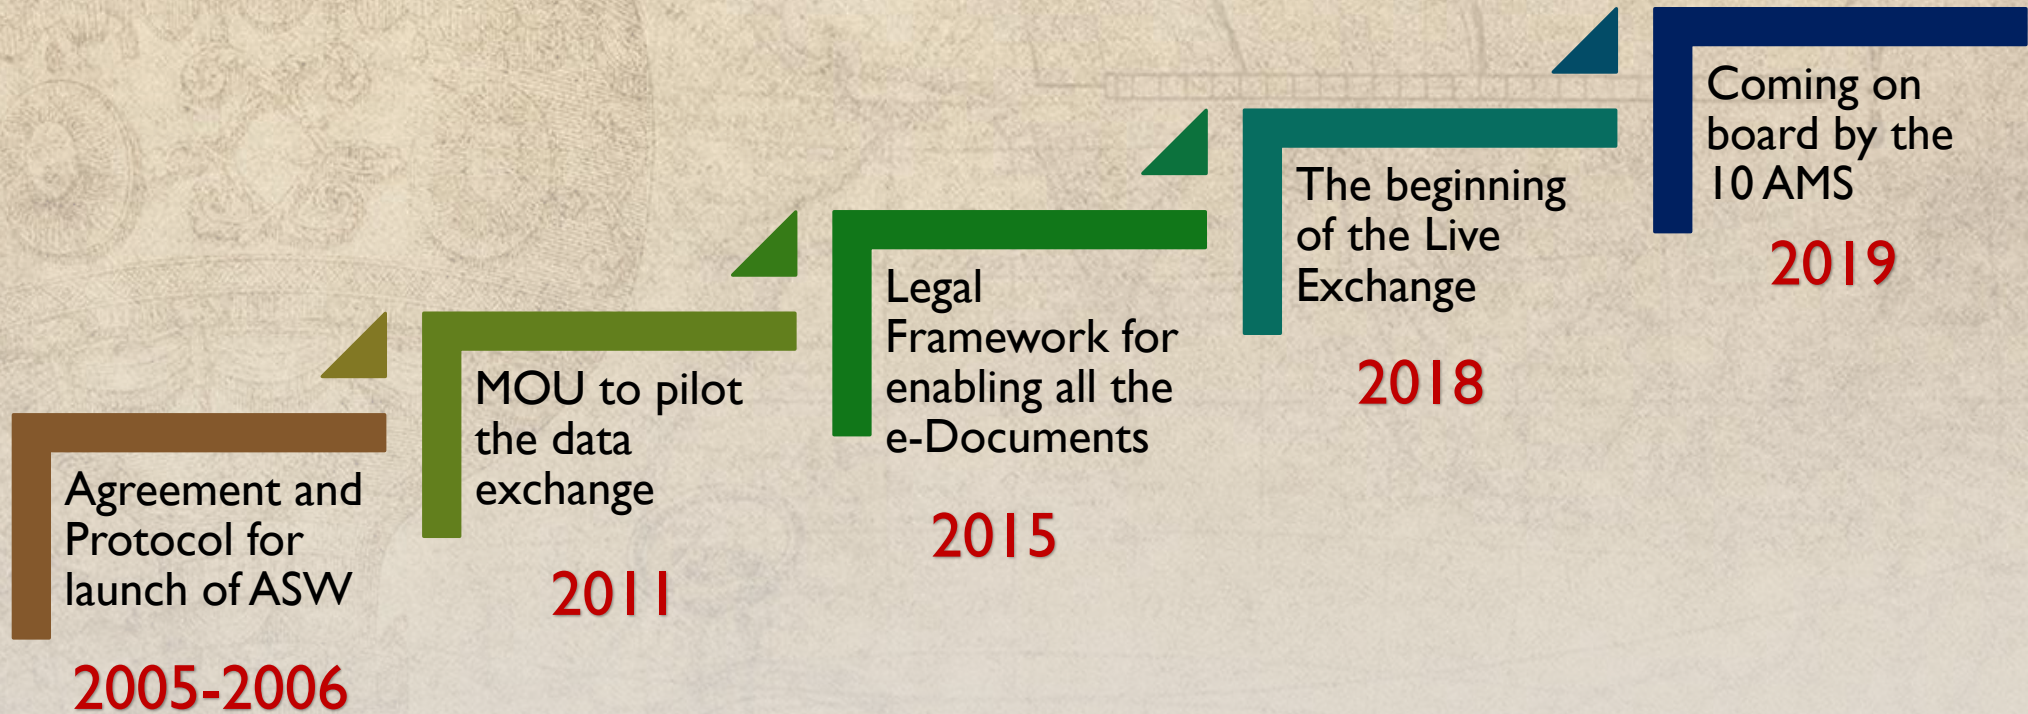 Agreement and
Protocol for
launch of ASW
2005-2006
MOU to pilot
the data
exchange
2011
Legal
Framework for
enabling all the
e-Documents
2015
The beginning
of the Live
Exchange
2018
Coming on
board by the
10 AMS
2019